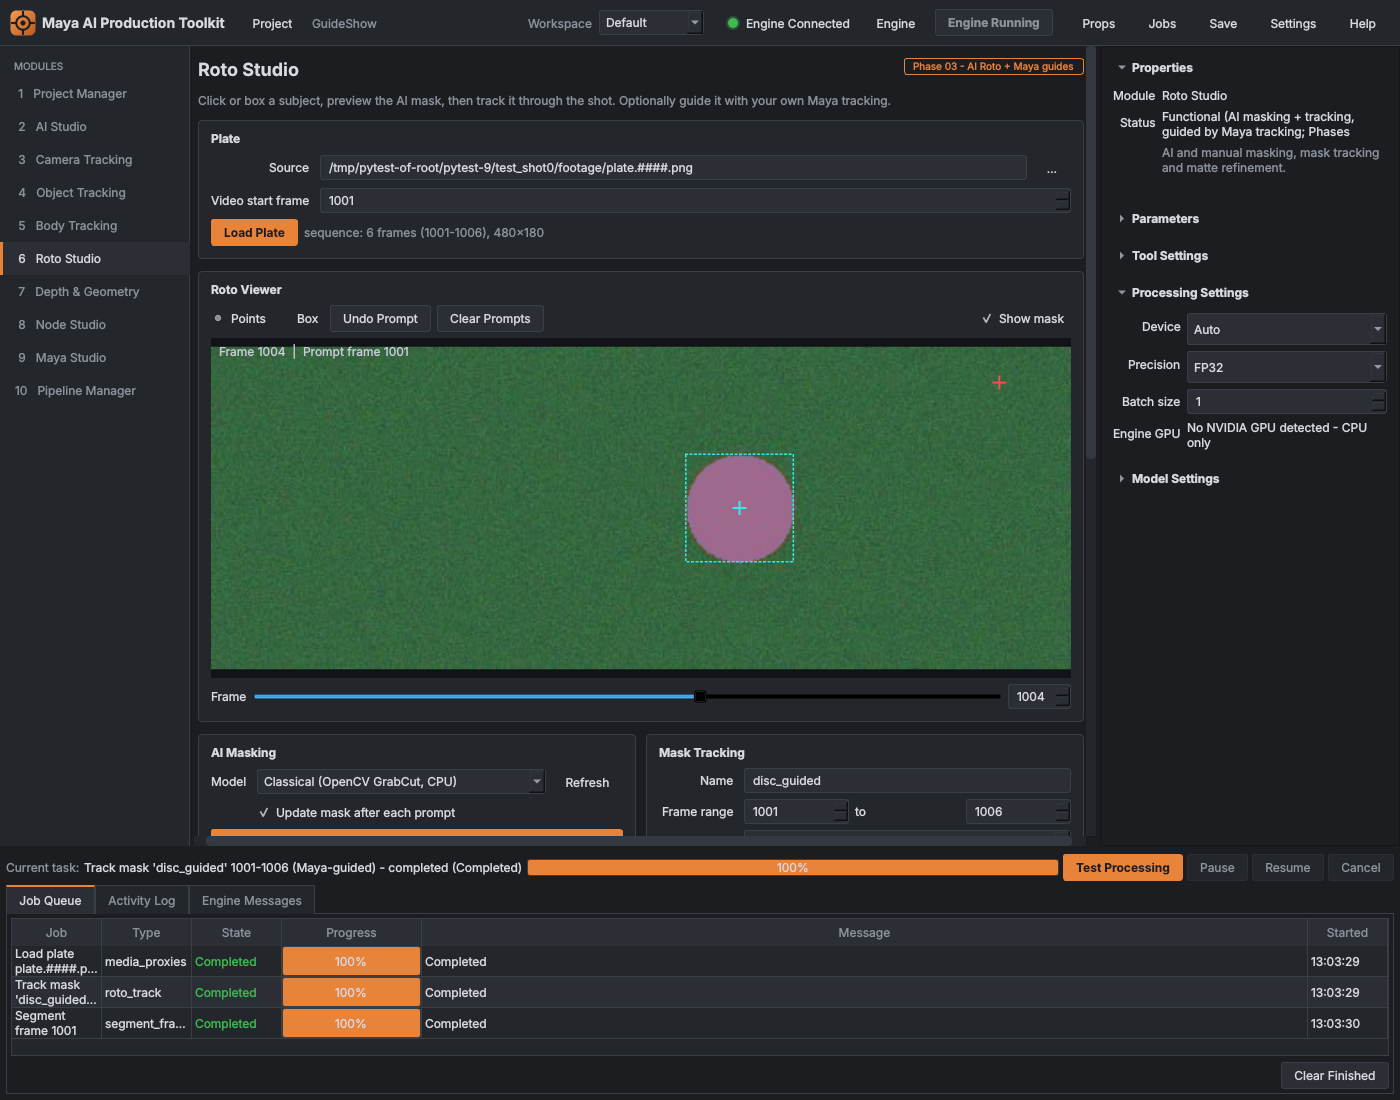 Maya AI Production Toolkit Project GuideShow Workspace Default Engine Connected Engine Engine Running Props Jobs Save Settings Help
MODULES
1 Project Manager
2 AI Studio
3 Camera Tracking
4 Object Tracking
5 Body Tracking
6 Roto Studio
7 Depth & Geometry
8 Node Studio
9 Maya Studio
10 Pipeline Manager
Roto Studio Phase 03 - AI Roto + Maya guides
Click or box a subject, preview the AI mask, then track it through the shot. Optionally guide it with your own Maya tracking.
Plate
Source /tmp/pytest-of-root/pytest-9/test_shot0/footage/plate.####.png ...
Video start frame 1001
Load Plate sequence: 6 frames (1001-1006), 480×180
Roto Viewer
Points Box Undo Prompt Clear Prompts ✓ Show mask
Frame 1004 | Prompt frame 1001
Frame 1004
AI Masking
Model Classical (OpenCV GrabCut, CPU) Refresh
✓ Update mask after each prompt
Mask Tracking
Name disc_guided
Frame range 1001 to 1006
Properties
Module Roto Studio
Status Functional (AI masking + tracking,
guided by Maya tracking; Phases
AI and manual masking, mask tracking
and matte refinement.
Parameters
Tool Settings
Processing Settings
Device Auto
Precision FP32
Batch size 1
Engine GPU No NVIDIA GPU detected - CPU
only
Model Settings
Current task: Track mask 'disc_guided' 1001-1006 (Maya-guided) - completed (Completed) 100% Test Processing Pause Resume Cancel
Job Queue Activity Log Engine Messages
Job Type State Progress Message Started
Load plate
plate.####.p... media_proxies Completed 100% Completed 13:03:29
Track mask
'disc_guided... roto_track Completed 100% Completed 13:03:29
Segment
frame 1001 segment_fra... Completed 100% Completed 13:03:30
Clear Finished